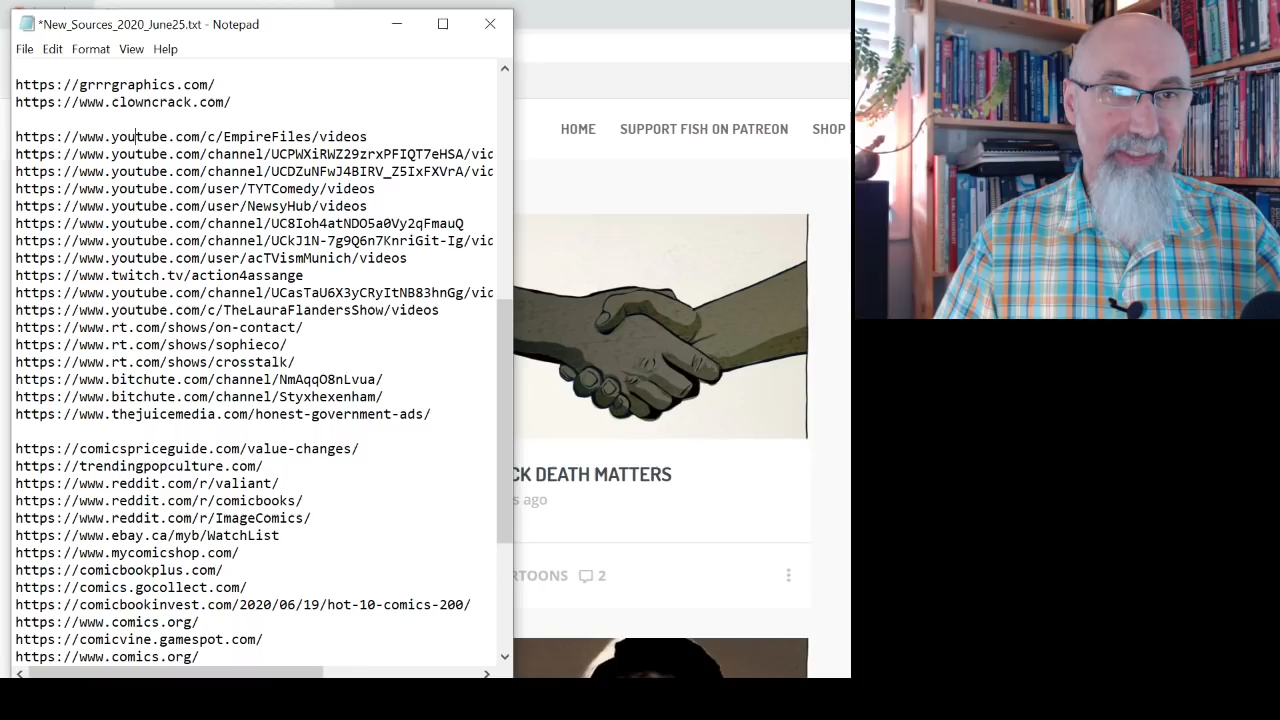 *New_Sources_2020_June25.txt - Notepad
File Edit Format View Help
https://grrrgraphics.com/
https://www.clowncrack.com/
https://www.youtube.com/c/EmpireFiles/videos
https://www.youtube.com/channel/UCPWXiRWZ29zrxPFIQT7eHSA/vic
https://www.youtube.com/channel/UCDZuNFwJ4BIRV_Z5IxFXVrA/vic
https://www.youtube.com/user/TYTComedy/videos
https://www.youtube.com/user/NewsyHub/videos
https://www.youtube.com/channel/UC8Ioh4atNDO5a0Vy2qFmauQ
https://www.youtube.com/channel/UCkJ1N-7g9Q6n7KnriGit-Ig/vic
https://www.youtube.com/user/acTVismMunich/videos
https://www.twitch.tv/action4assange
https://www.youtube.com/channel/UCasTaU6X3yCRyItNB83hnGg/vic
https://www.youtube.com/c/TheLauraFlandersShow/videos
https://www.rt.com/shows/on-contact/
https://www.rt.com/shows/sophieco/
https://www.rt.com/shows/crosstalk/
https://www.bitchute.com/channel/NmAqqO8nLvua/
https://www.bitchute.com/channel/Styxhexenham/
https://www.thejuicemedia.com/honest-government-ads/
https://comicspriceguide.com/value-changes/
https://trendingpopculture.com/
https://www.reddit.com/r/valiant/
https://www.reddit.com/r/comicbooks/
https://www.reddit.com/r/ImageComics/
https://www.ebay.ca/myb/WatchList
https://www.mycomicshop.com/
https://comicbookplus.com/
https://comics.gocollect.com/
https://comicbookinvest.com/2020/06/19/hot-10-comics-200/
https://www.comics.org/
https://comicvine.gamespot.com/
https://www.comics.org/
HOME SUPPORT FISH ON PATREON SHOP
CK DEATH MATTERS
s ago
RTOONS 2